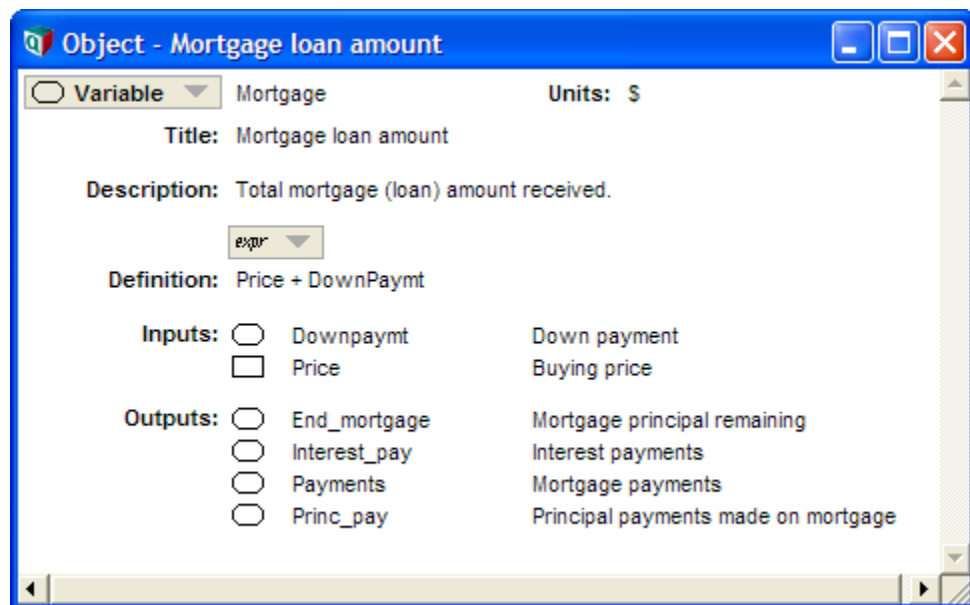 Object - Mortgage loan amount
Variable Mortgage Units: $
Title: Mortgage loan amount
Description: Total mortgage (loan) amount received.
expr
Definition: Price + DownPaymt
Inputs: Downpaymt Down payment
Price Buying price
Outputs: End_mortgage Mortgage principal remaining
Interest_pay Interest payments
Payments Mortgage payments
Princ_pay Principal payments made on mortgage